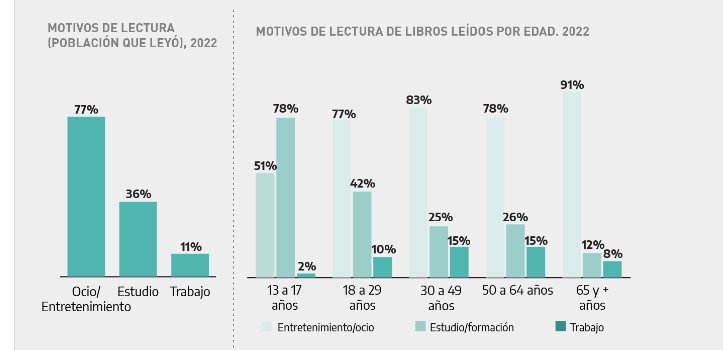 MOTIVOS DE LECTURA
(POBLACIÓN QUE LEYÓ), 2022
77%
36%
11%
Ocio/
Entretenimiento
Estudio
Trabajo
MOTIVOS DE LECTURA DE LIBROS LEÍDOS POR EDAD. 2022
51%
78%
2%
77%
42%
10%
83%
25%
15%
78%
26%
15%
91%
12%
8%
13 a 17
años
18 a 29
años
30 a 49
años
50 a 64 años
65 y +
años
Entretenimiento/ocio
Estudio/formación
Trabajo